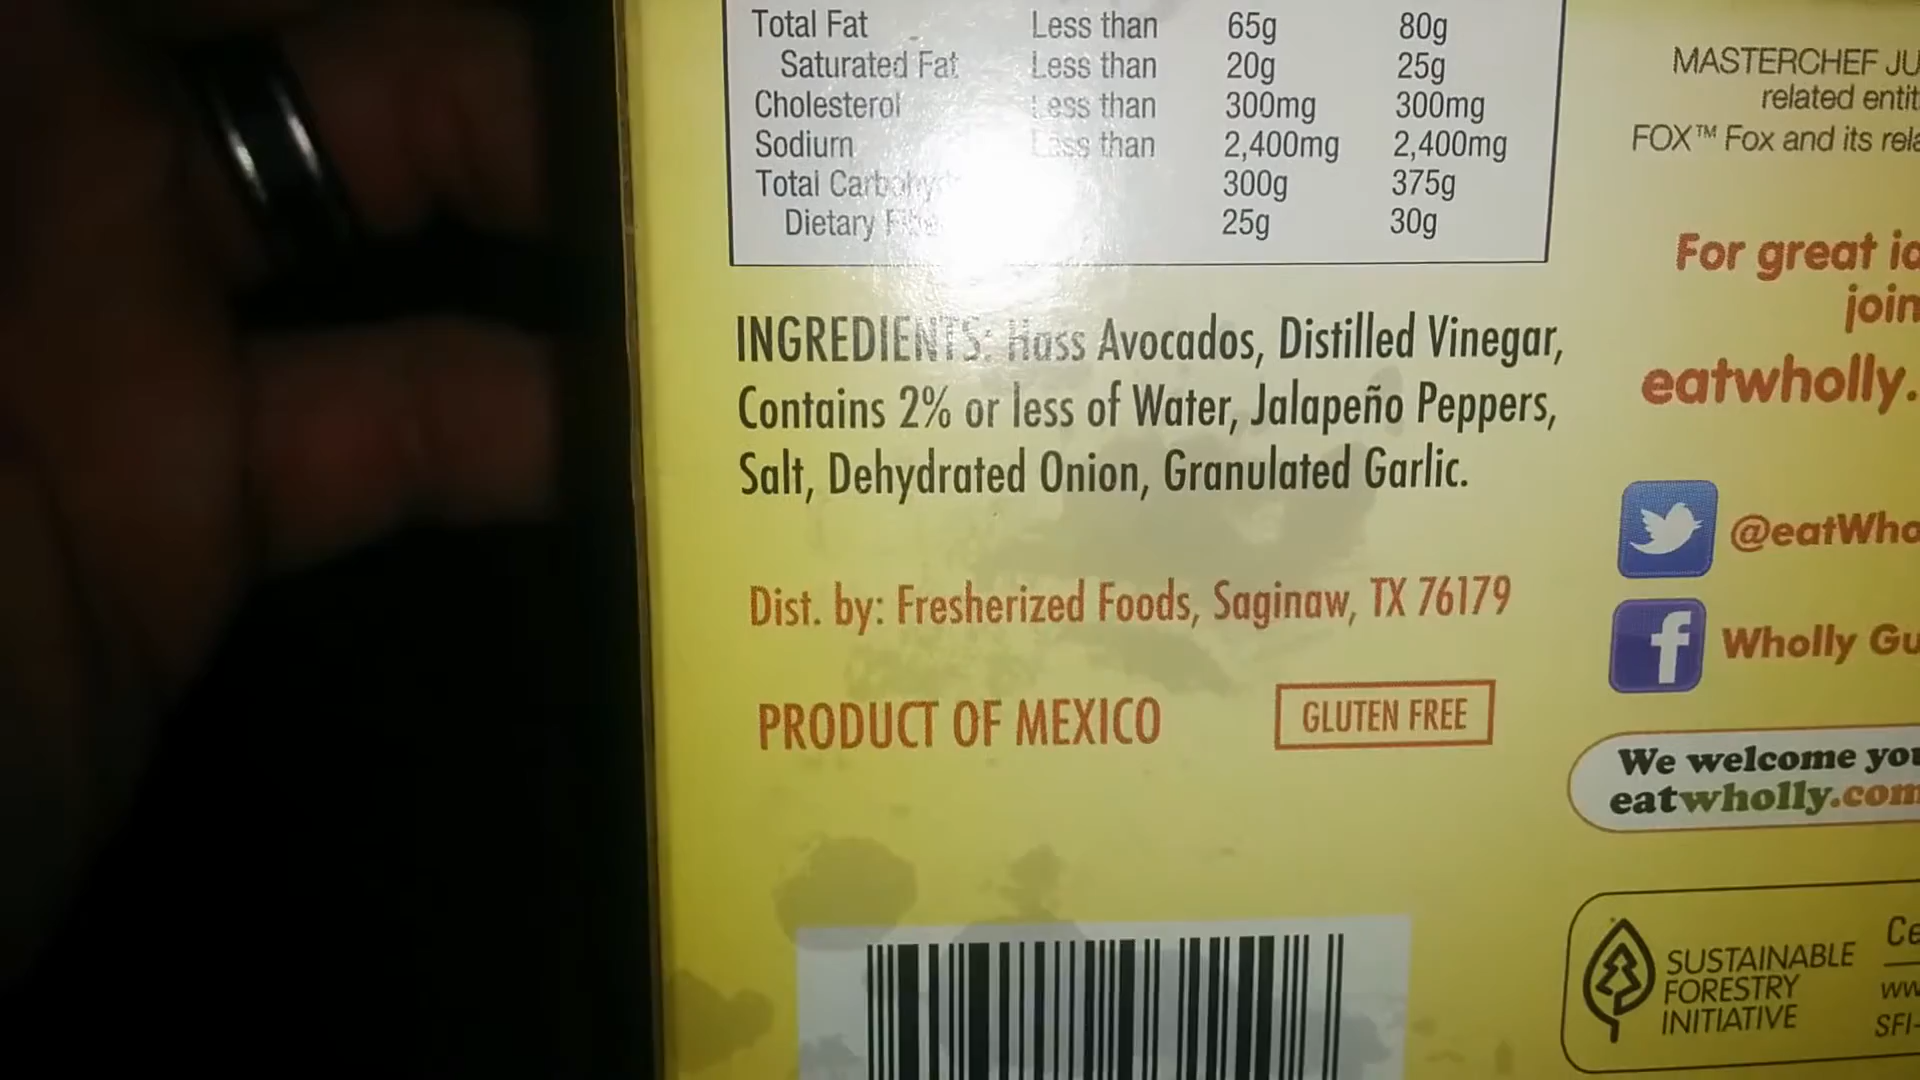 Total Fat Less than 65g 80g
Saturated Fat Less than 20g 25g
Cholesterol Less than 300mg 300mg
Sodium Less than 2,400mg 2,400mg
Total 300g 375g
Dietary 25g 30g
INGREDIENTS: Hass Avocados, Distilled Vinegar,
Contains 2% or less of Water, Jalapeño Peppers,
Salt, Dehydrated Onion, Granulated Garlic.
Dist. by: Fresherized Foods, Saginaw, TX 76179
PRODUCT OF MEXICO
GLUTEN FREE
MASTERCHEF JU
related entit
FOX™ Fox and its rela
For great
join
eatwholly.
@eatWho
f
Wholly Gu
We welcome you
eatwholly.com
SUSTAINABLE
FORESTRY
INITIATIVE
Ce
ww
SFI-